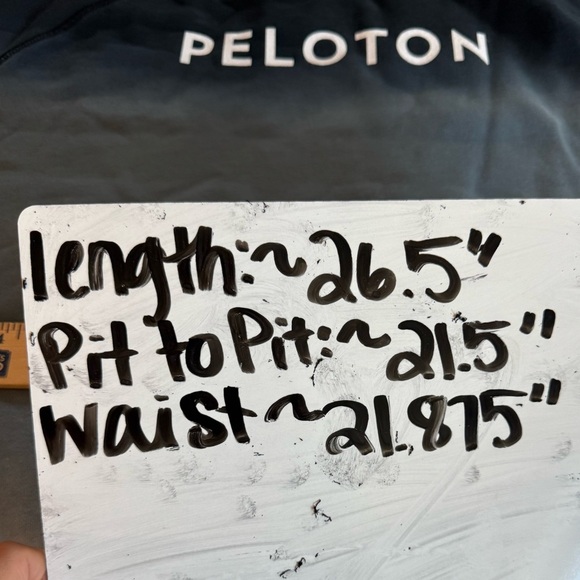 PELOTON
length:~26.5"
Pit to Pit:~21.5"
Waist ~21.875"